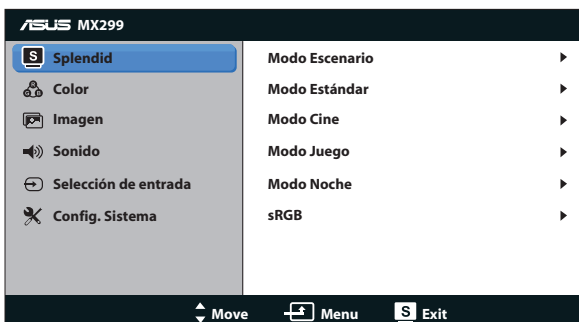 ASUS MX299
S Splendid
Color
Imagen
Sonido
Selección de entrada
Config. Sistema
Modo Escenario
Modo Estándar
Modo Cine
Modo Juego
Modo Noche
sRGB
Move Menu S Exit